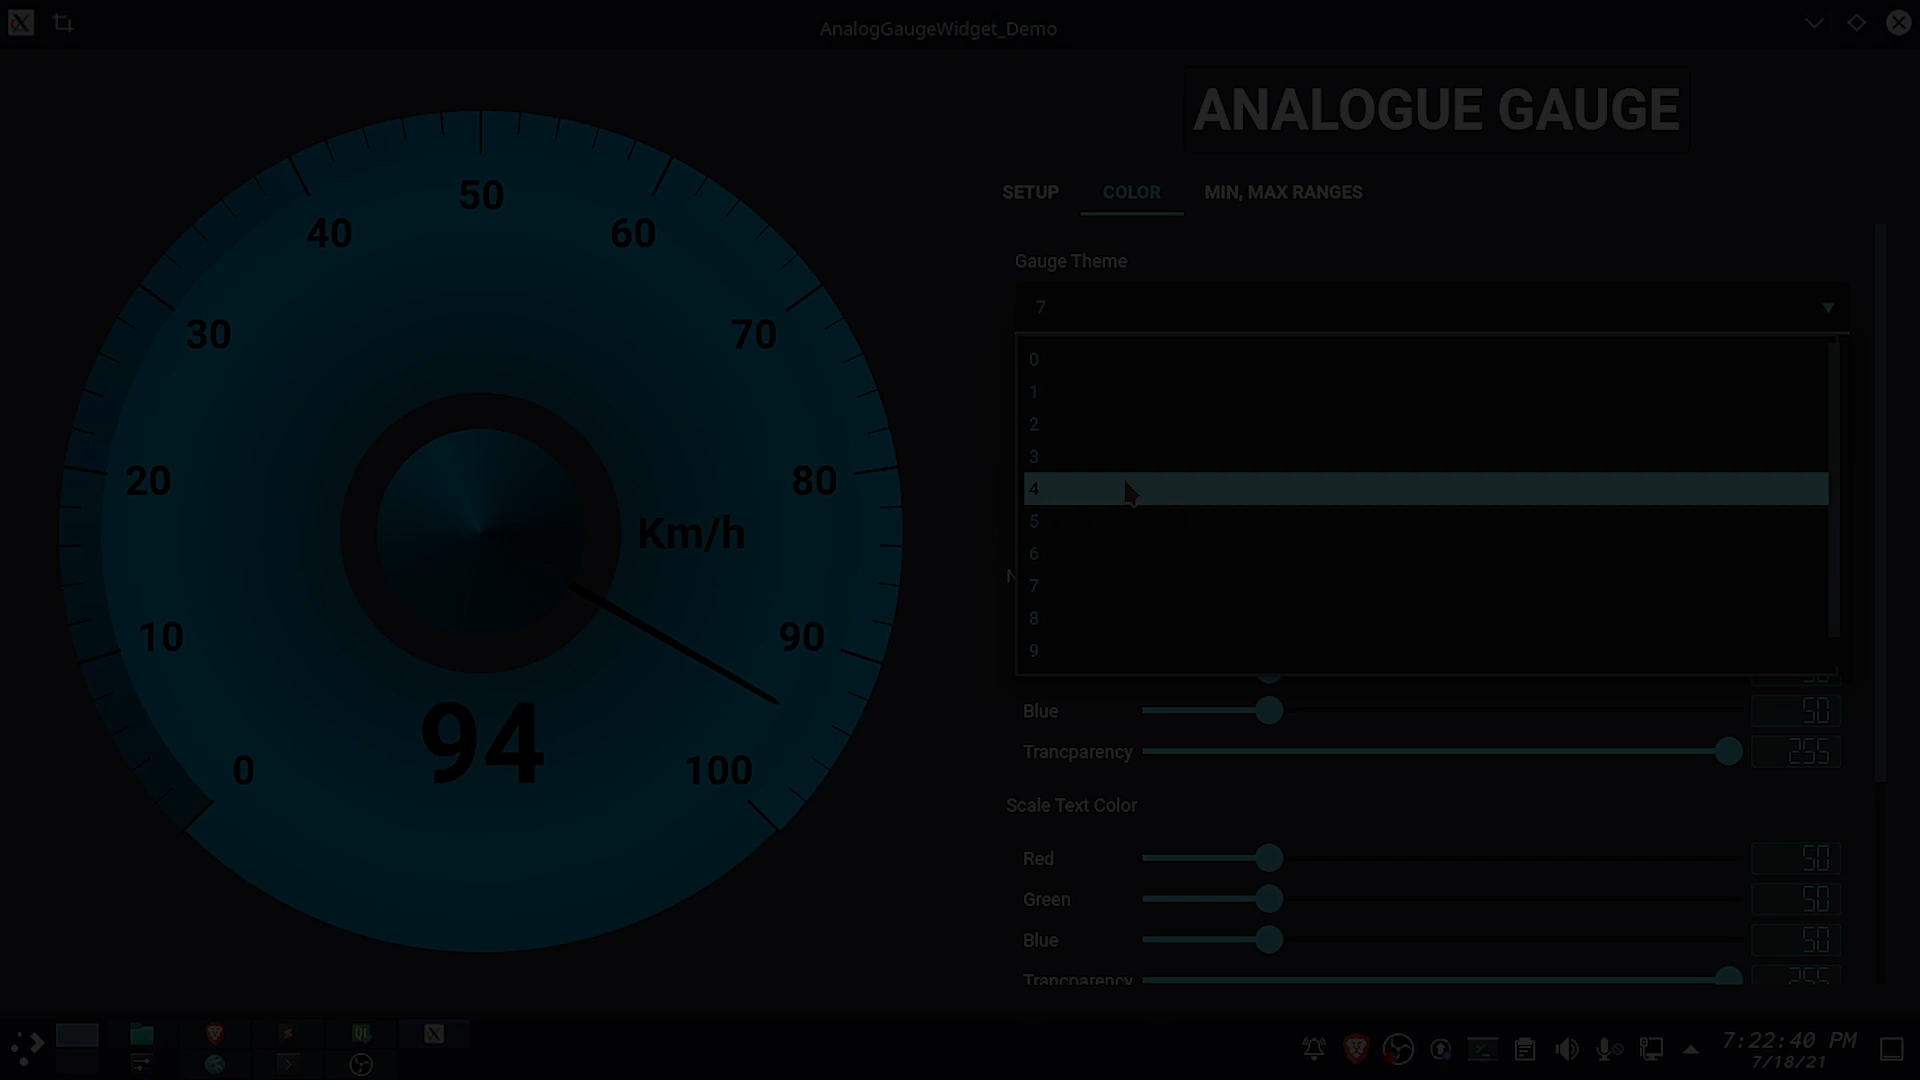 AnalogGaugeWidget_Demo
ANALOGUE GAUGE
SETUP
COLOR
MIN, MAX RANGES
Gauge Theme
7
0
1
2
3
4
5
6
7
8
9
Blue
50
Trancparency
255
Scale Text Color
Red
50
Green
50
Blue
50
Trancparency
255
0
10
20
30
40
50
60
70
80
90
100
Km/h
94
7:22:40 PM
7/18/21